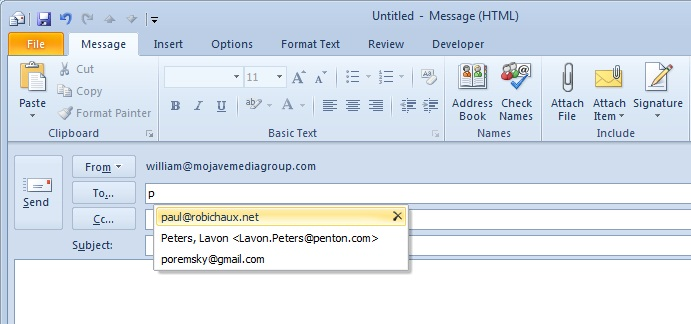 Untitled - Message (HTML)
File Message Insert Options Format Text Review Developer
Paste
Cut
Copy
Format Painter
Clipboard
11
B I U
Basic Text
Address Book
Check Names
Names
Attach File
Attach Item
Signature
Include
Send
From william@mojavemediagroup.com
To... p
Cc...
Subject:
paul@robichaux.net
Peters, Lavon <Lavon.Peters@penton.com>
poremsky@gmail.com